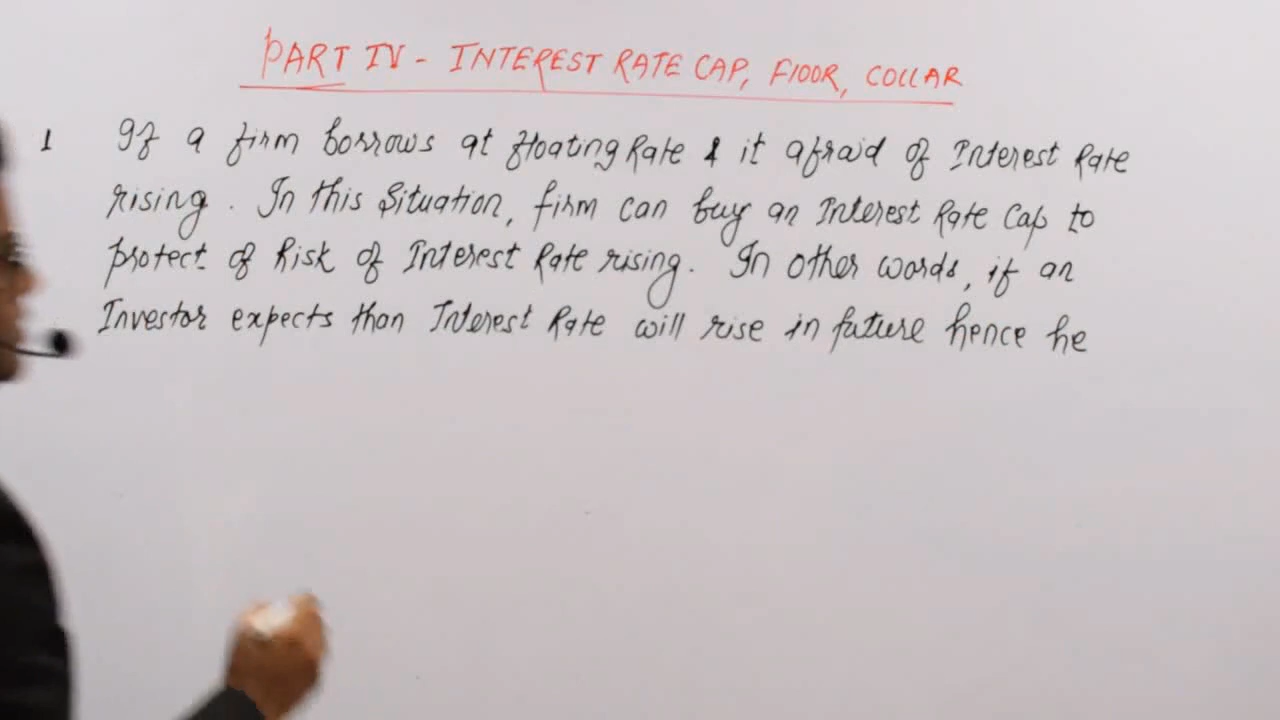 PART IV - INTEREST RATE CAP, FLOOR, COLLAR
1 If a firm borrows at floating Rate & it afraid of Interest Rate
rising. In this Situation, firm can buy an Interest Rate Cap to
protect of Risk of Interest Rate rising. In other words, if an
Investor expects than Interest Rate will rise in future hence he